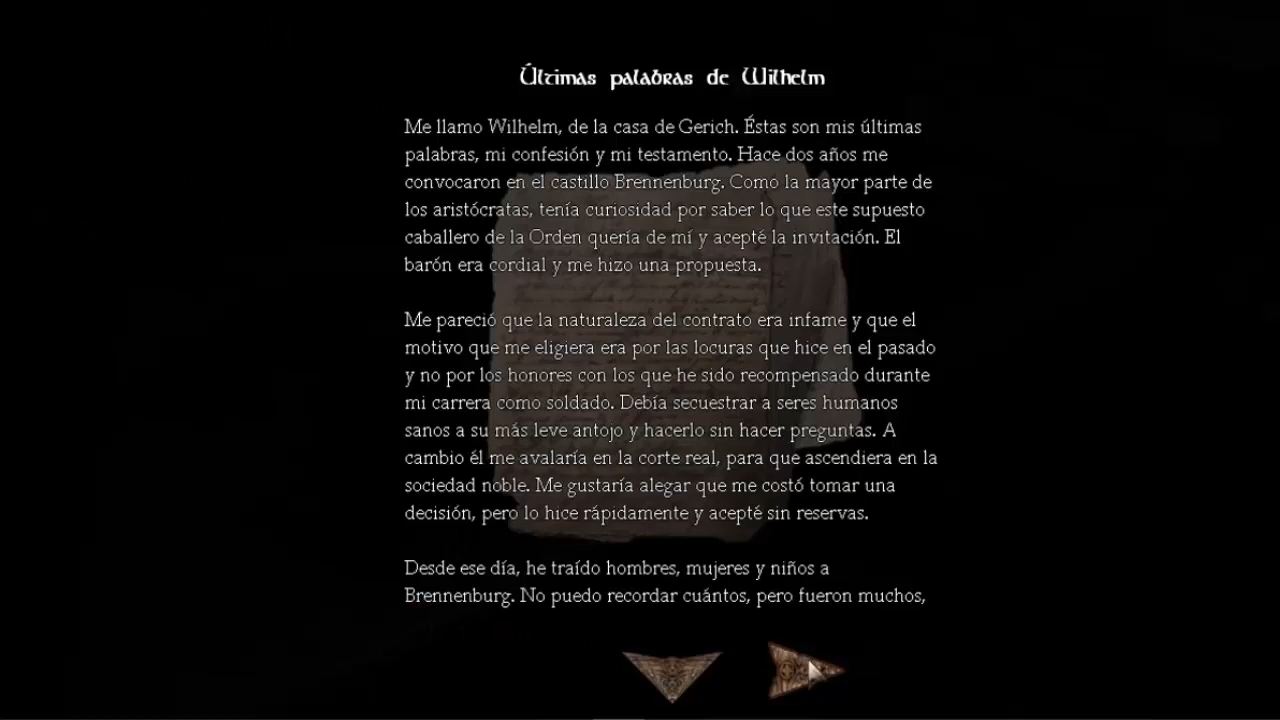 Últimas palabras de Wilhelm
Me llamo Wilhelm, de la casa de Gerich. Éstas son mis últimas
palabras, mi confesión y mi testamento. Hace dos años me
convocaron en el castillo Brennenburg. Como la mayor parte de
los aristócratas, tenía curiosidad por saber lo que este supuesto
caballero de la Orden quería de mí y acepté la invitación. El
barón era cordial y me hizo una propuesta.
Me pareció que la naturaleza del contrato era infame y que el
motivo que me eligiera era por las locuras que hice en el pasado
y no por los honores con los que he sido recompensado durante
mi carrera como soldado. Debía secuestrar a seres humanos
sanos a su más leve antojo y hacerlo sin hacer preguntas. A
cambio él me avalaría en la corte real, para que ascendiera en la
sociedad noble. Me gustaría alegar que me costó tomar una
decisión, pero lo hice rápidamente y acepté sin reservas.
Desde ese día, he traído hombres, mujeres y niños a
Brennenburg. No puedo recordar cuántos, pero fueron muchos,